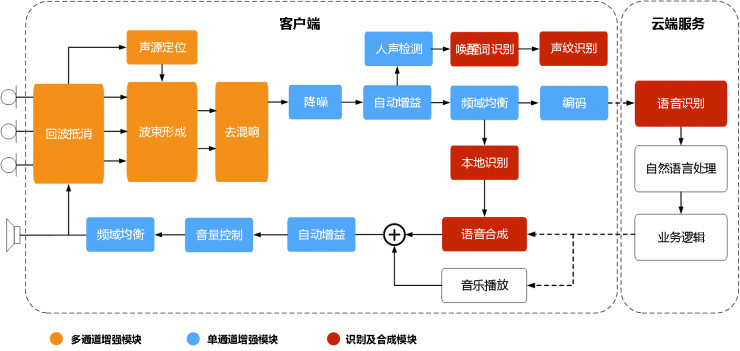 客户端
云端服务
声源定位
人声检测
唤醒词识别
声纹识别
回波抵消
波束形成
去混响
降噪
自动增益
频域均衡
编码
语音识别
本地识别
自然语言处理
频域均衡
音量控制
自动增益
语音合成
业务逻辑
音乐播放
多通道增强模块
单通道增强模块
识别及合成模块